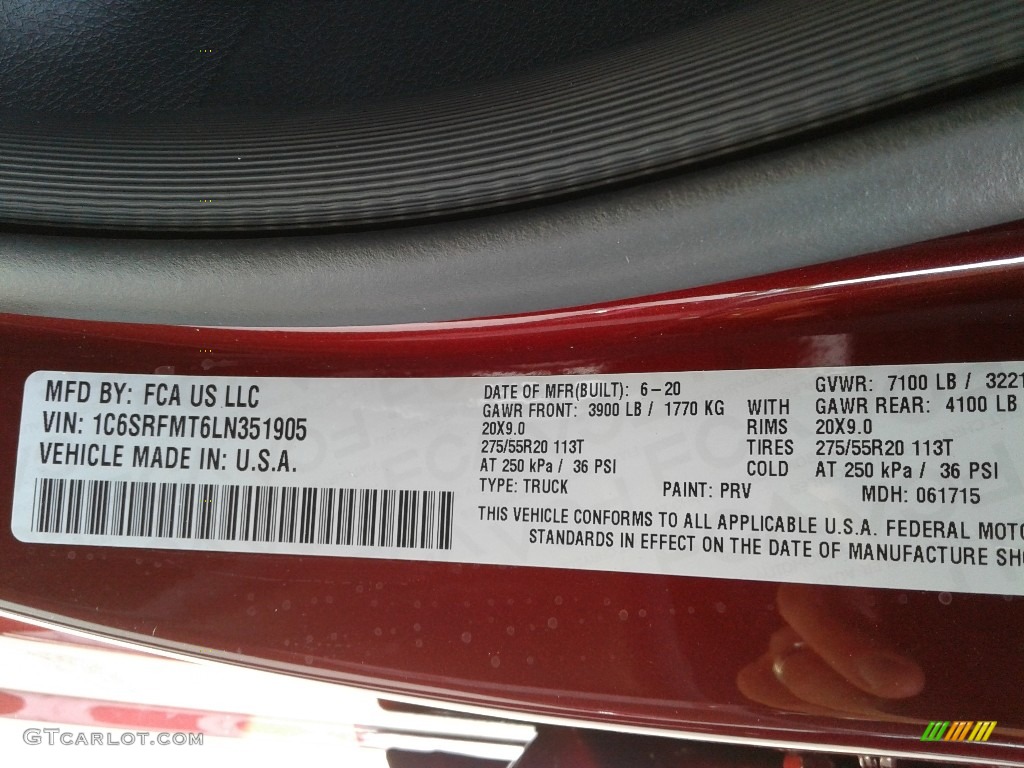 MFD BY: FCA US LLC
VIN: 1C6SRFMT6LN351905
VEHICLE MADE IN: U.S.A.
DATE OF MFR(BUILT): 6-20
GVWR: 7100 LB / 3221
GAWR FRONT: 3900 LB / 1770 KG WITH GAWR REAR: 4100 LB
20X9.0 RIMS 20X9.0
275/55R20 113T TIRES 275/55R20 113T
AT 250 kPa / 36 PSI COLD AT 250 kPa / 36 PSI
TYPE: TRUCK PAINT: PRV MDH: 061715
THIS VEHICLE CONFORMS TO ALL APPLICABLE U.S.A. FEDERAL MOTO
STANDARDS IN EFFECT ON THE DATE OF MANUFACTURE SHO
GTCarlot.com